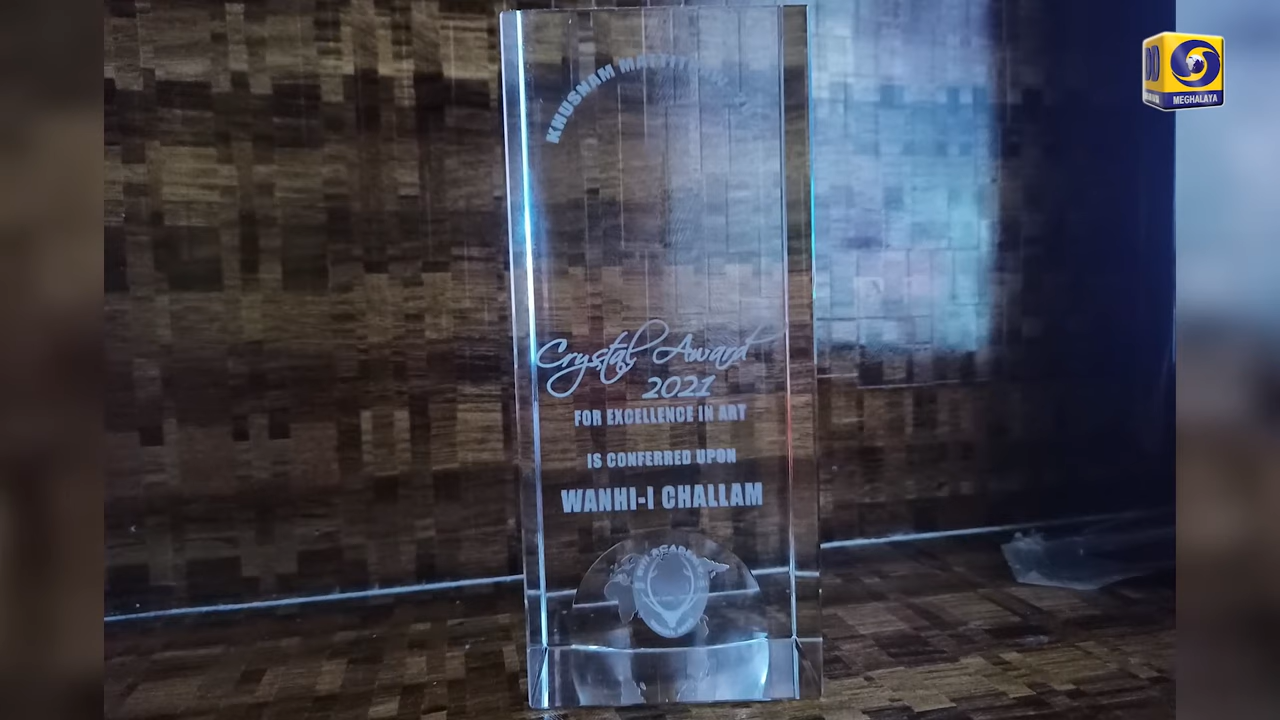 KHUSNAM
Crystal Award
2021
FOR EXCELLENCE IN ART
IS CONFERRED UPON
WANHI-I CHALLAM
DD
MEGHALAYA